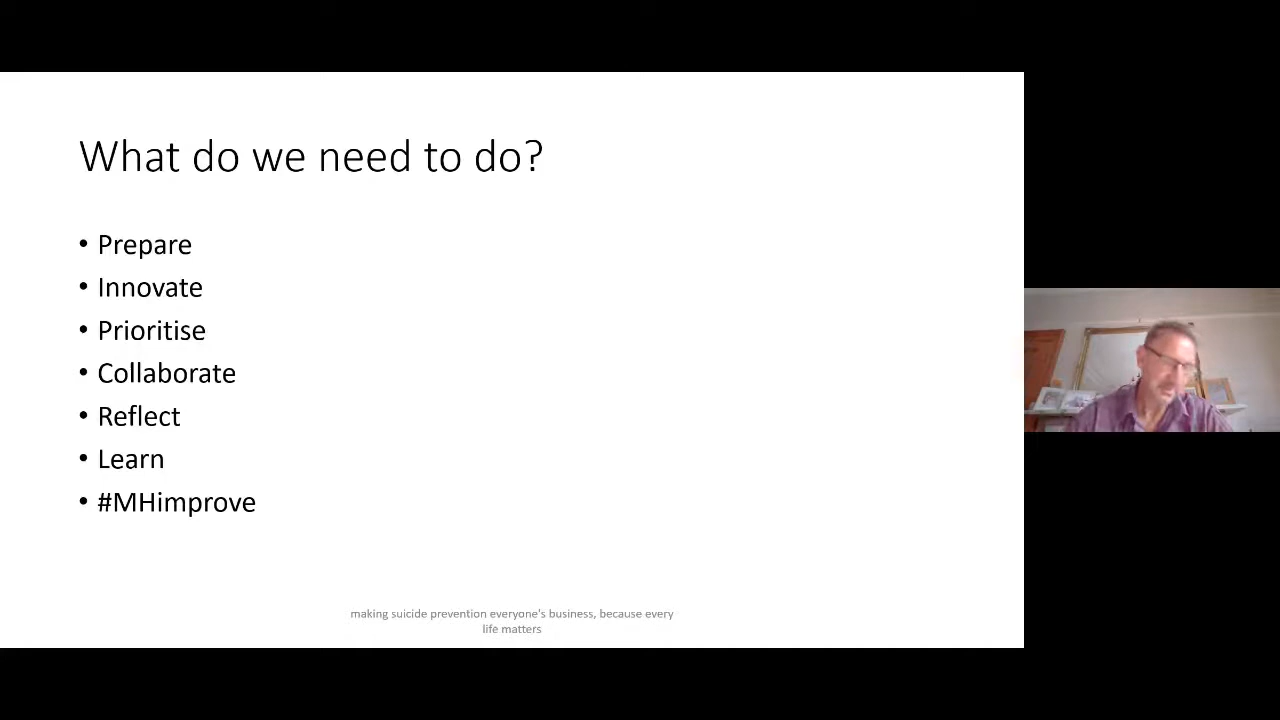 What do we need to do?
• Prepare
• Innovate
• Prioritise
• Collaborate
• Reflect
• Learn
• #MHimprove
making suicide prevention everyone's business, because every
life matters